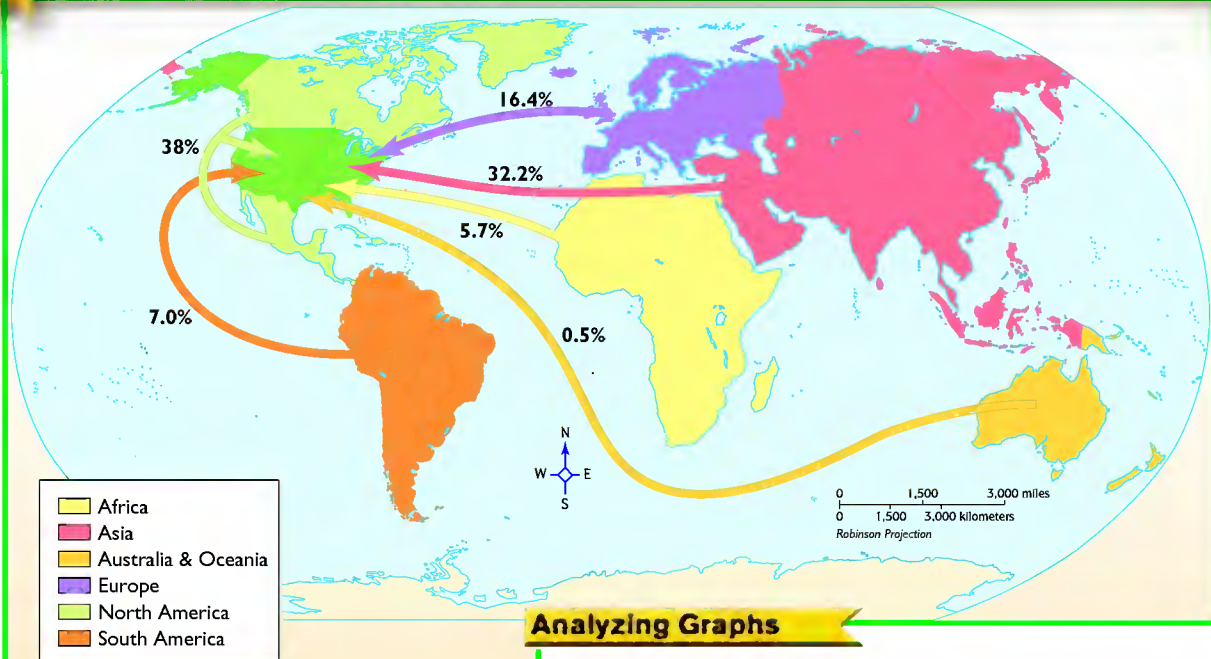 16.4%
38%
32.2%
5.7%
7.0%
0.5%
N
W E
S
0 1,500 3,000 miles
0 1,500 3,000 kilometers
Robinson Projection
Africa
Asia
Australia & Oceania
Europe
North America
South America
Analyzing Graphs